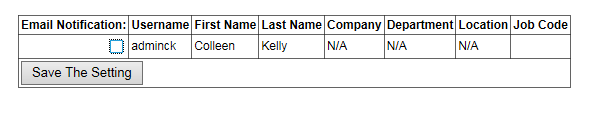 Email Notification: Username First Name Last Name Company Department Location Job Code
adminck Colleen Kelly N/A N/A N/A
Save The Setting